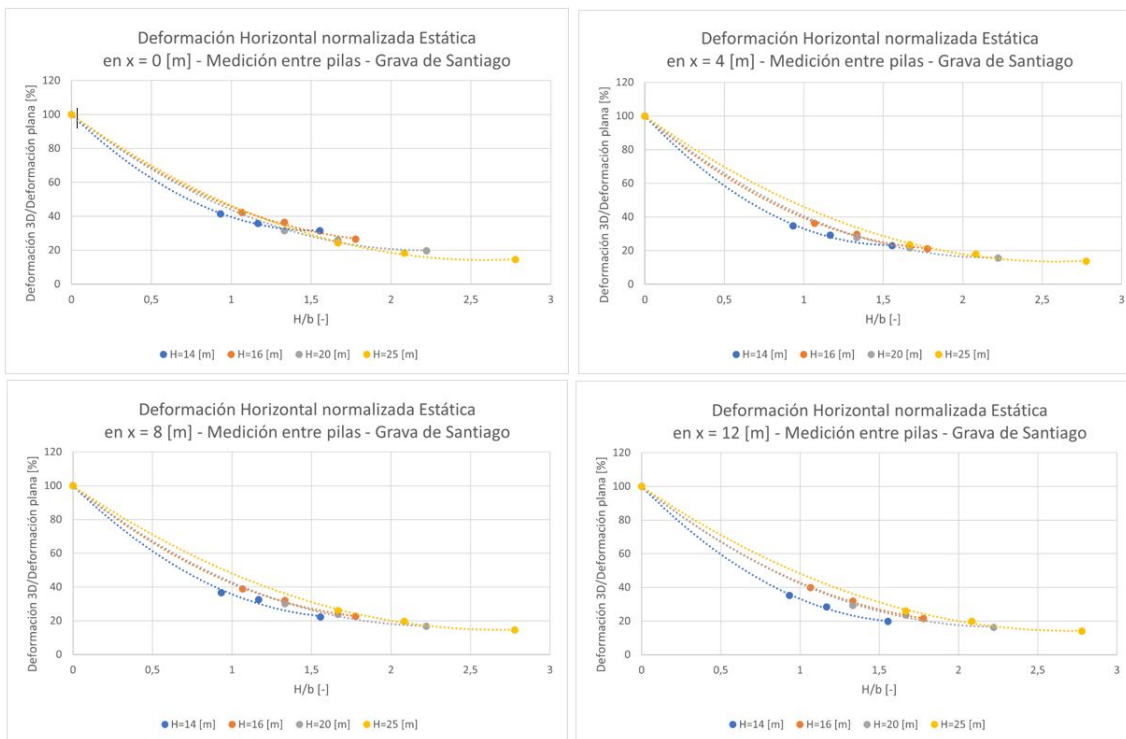 Deformación Horizontal normalizada Estática
en x = 0 [m] - Medición entre pilas - Grava de Santiago
Deformación 3D/Deformación plana [%]
120
100
80
60
40
20
0
0 0,5 1 1,5 2 2,5 3
H/b [-]
H=14 [m] H=16 [m] H=20 [m] H=25 [m]
Deformación Horizontal normalizada Estática
en x = 4 [m] - Medición entre pilas - Grava de Santiago
Deformación 3D/Deformación plana [%]
120
100
80
60
40
20
0
0 0,5 1 1,5 2 2,5 3
H/b [-]
H=14 [m] H=16 [m] H=20 [m] H=25 [m]
Deformación Horizontal normalizada Estática
en x = 8 [m] - Medición entre pilas - Grava de Santiago
Deformación 3D/Deformación plana [%]
120
100
80
60
40
20
0
0 0,5 1 1,5 2 2,5 3
H/b [-]
H=14 [m] H=16 [m] H=20 [m] H=25 [m]
Deformación Horizontal normalizada Estática
en x = 12 [m] - Medición entre pilas - Grava de Santiago
Deformación 3D/Deformación plana [%]
120
100
80
60
40
20
0
0 0,5 1 1,5 2 2,5 3
H/b [-]
H=14 [m] H=16 [m] H=20 [m] H=25 [m]